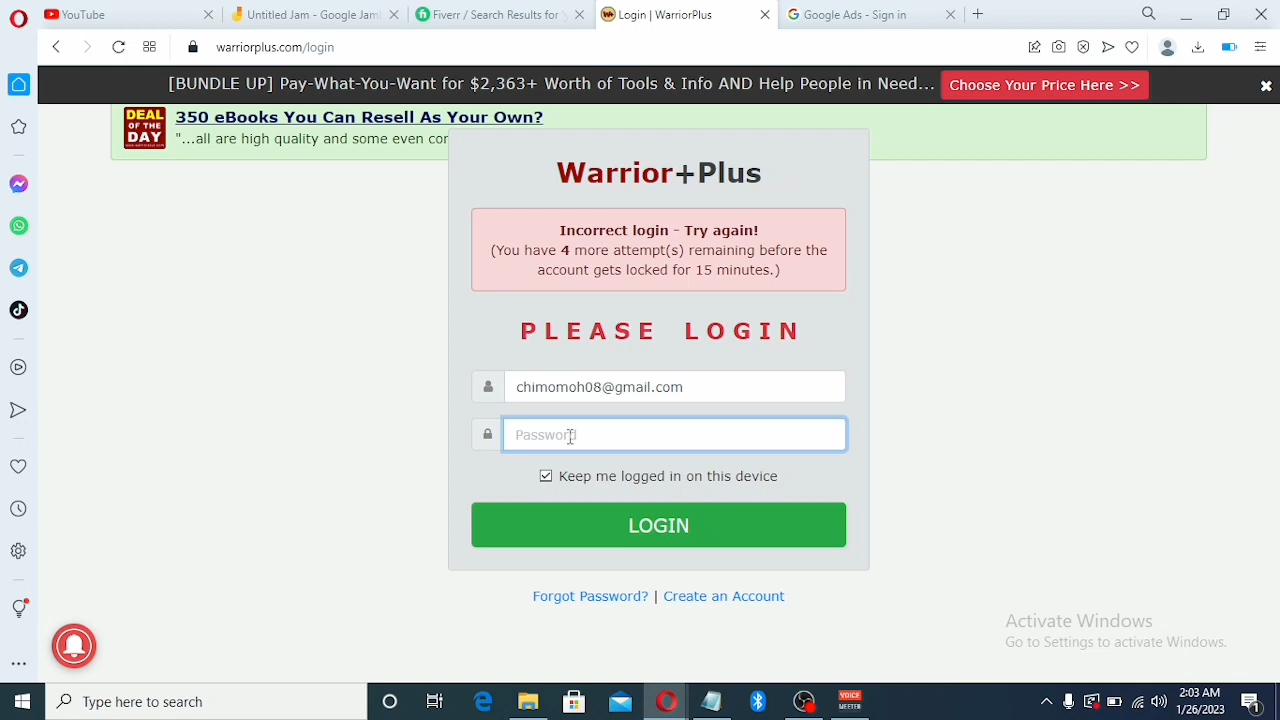 YouTube
Untitled Jam - Google Jam
Fiverr / Search Results for
Login | WarriorPlus
Google Ads - Sign in
warriorplus.com/login
[BUNDLE UP] Pay-What-You-Want for $2,363+ Worth of Tools & Info AND Help People in Need...
Choose Your Price Here >>
DEAL
OF THE
DAY
350 eBooks You Can Resell As Your Own?
"...all are high quality and some even con
Warrior+Plus
Incorrect login - Try again!
(You have 4 more attempt(s) remaining before the
account gets locked for 15 minutes.)
PLEASE LOGIN
chimomoh08@gmail.com
Password
Keep me logged in on this device
LOGIN
Forgot Password? | Create an Account
Activate Windows
Go to Settings to activate Windows.
Type here to search
VOICE
MEETER
2:03 AM
1/26/2023
1